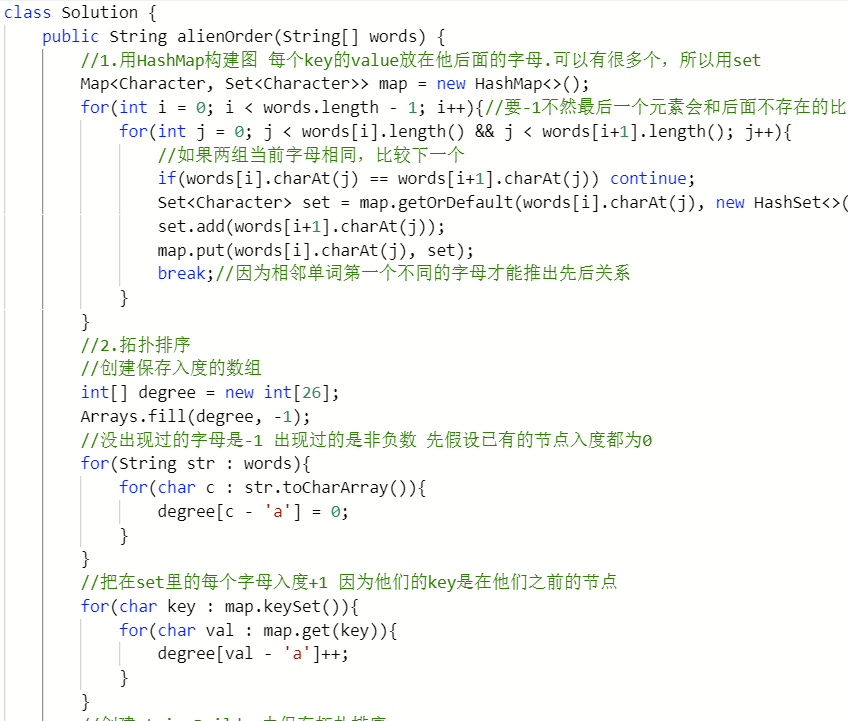 class Solution {
public String alienOrder(String[] words) {
//1.用HashMap构建图 每个key的value放在他后面的字母.可以有很多个，所以用set
Map<Character, Set<Character>> map = new HashMap<>();
for(int i = 0; i < words.length - 1; i++){//要-1不然最后一个元素会和后面不存在的比
for(int j = 0; j < words[i].length() && j < words[i+1].length(); j++){
//如果两组当前字母相同，比较下一个
if(words[i].charAt(j) == words[i+1].charAt(j)) continue;
Set<Character> set = map.getOrDefault(words[i].charAt(j), new HashSet<>(
set.add(words[i+1].charAt(j));
map.put(words[i].charAt(j), set);
break;//因为相邻单词第一个不同的字母才能推出先后关系
}
}
//2.拓扑排序
//创建保存入度的数组
int[] degree = new int[26];
Arrays.fill(degree, -1);
//没出现过的字母是-1 出现过的是非负数 先假设已有的节点入度都为0
for(String str : words){
for(char c : str.toCharArray()){
degree[c - 'a'] = 0;
}
}
//把在set里的每个字母入度+1 因为他们的key是在他们之前的节点
for(char key : map.keySet()){
for(char val : map.get(key)){
degree[val - 'a']++;
}
}